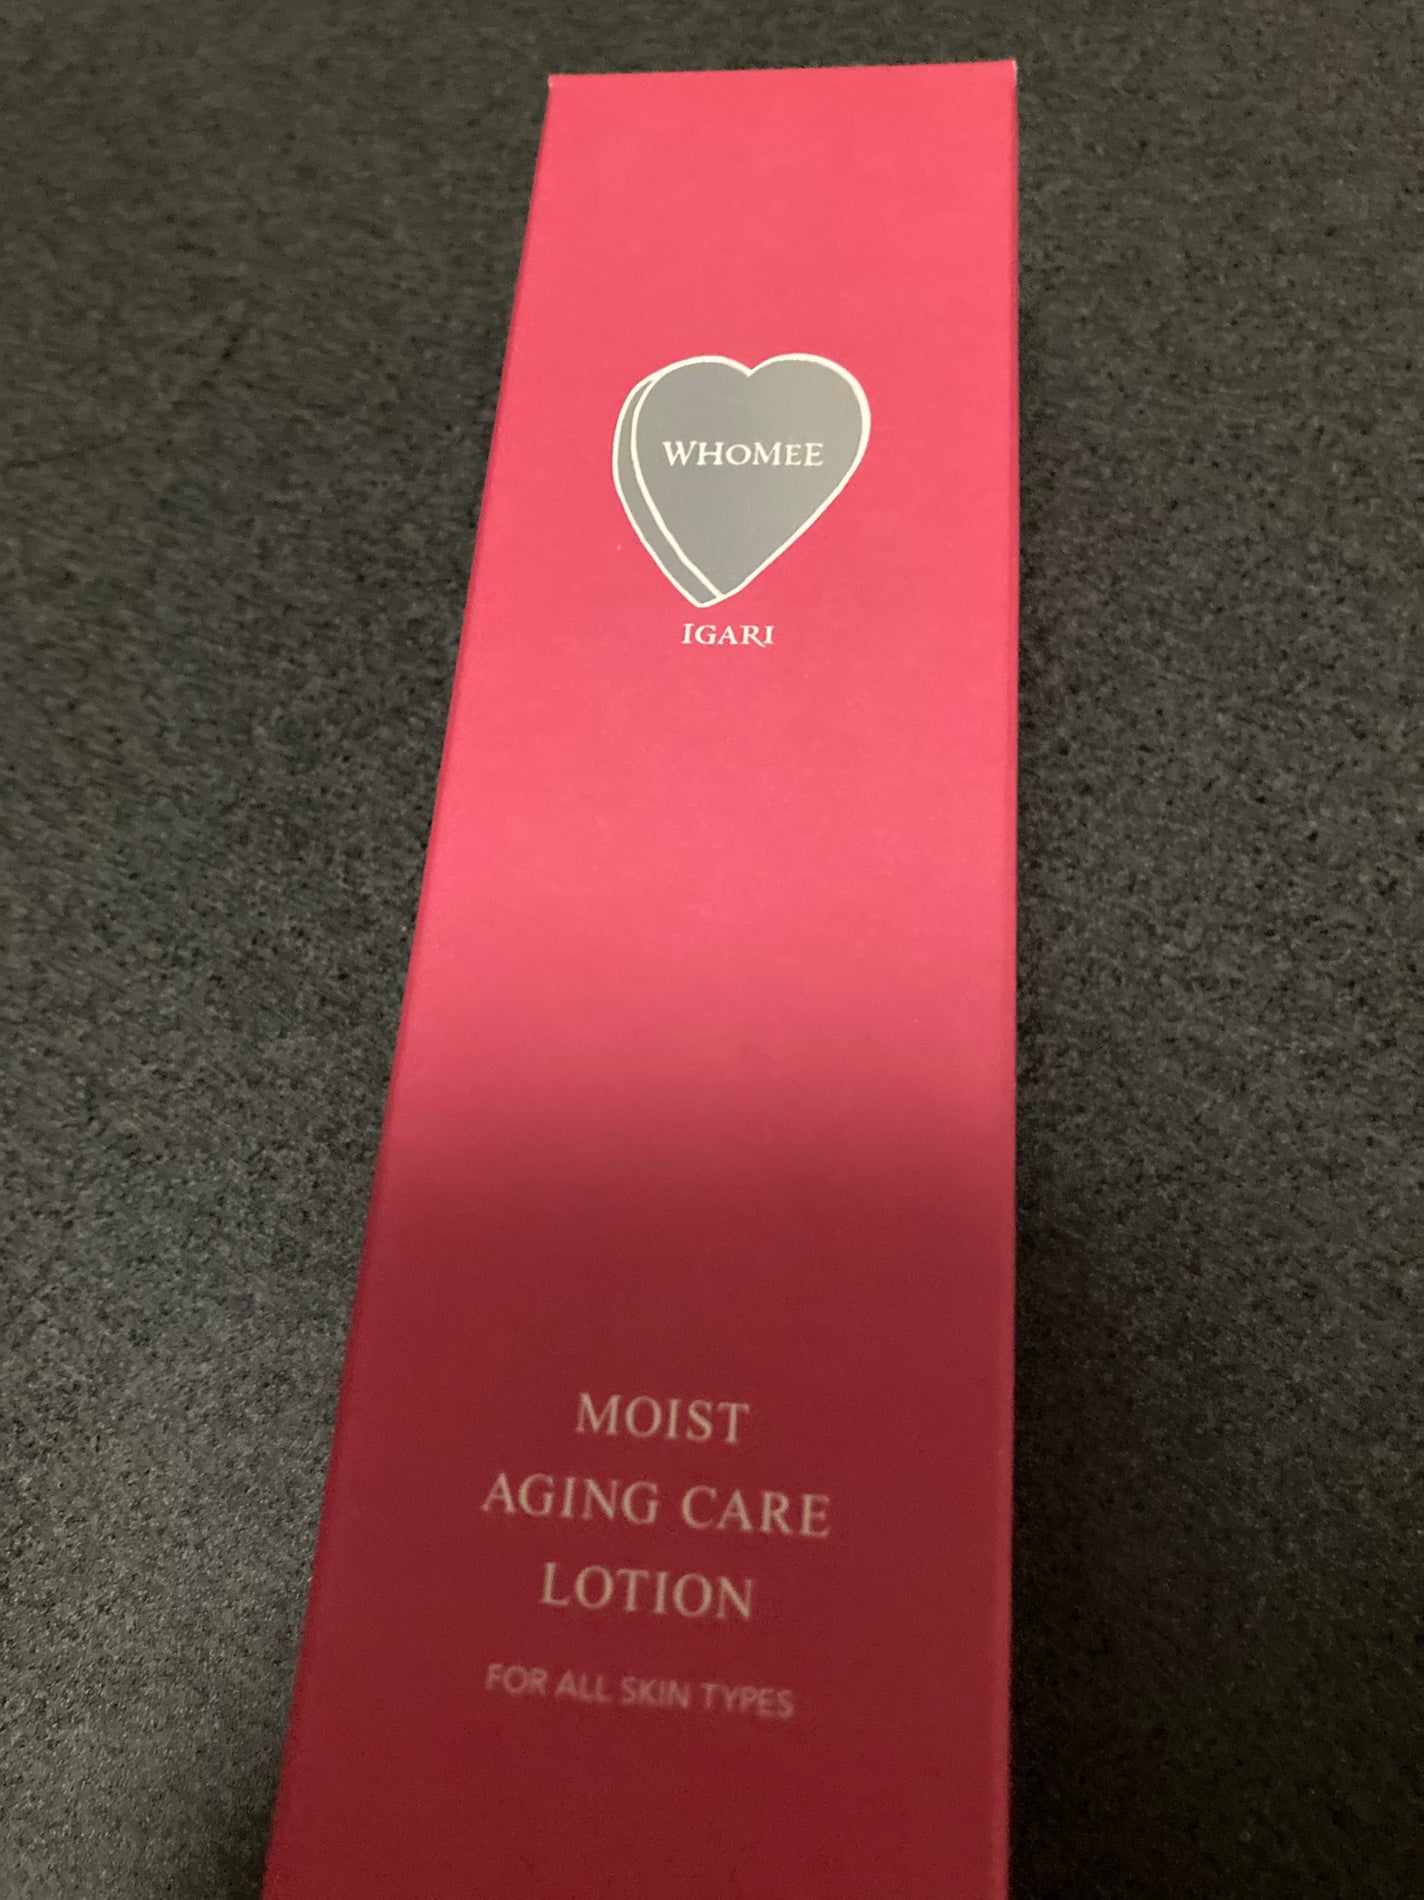 WHOMEE
IGARI
MOIST
AGING CARE
LOTION
FOR ALL SKIN TYPES